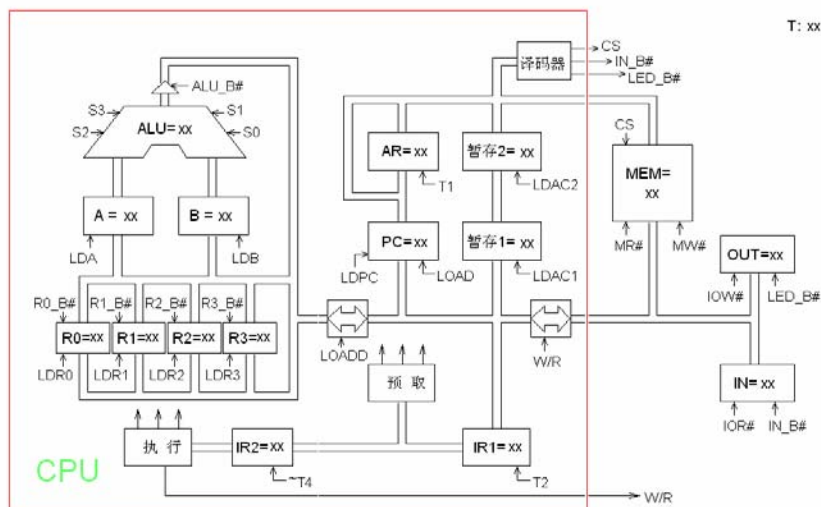 T: xx
译码器
CS
IN_B#
LED_B#
ALU_B#
S3
S1
S2
S0
ALU= xx
AR= xx
暂存2= xx
CS
MEM=
xx
T1
LDAC2
A = xx
B = xx
MR#
MW#
LDA
LDB
PC=xx
暂存1= xx
OUT=xx
LDPC
LOAD
LDAC1
IOW#
LED_B#
R0_B#
R1_B#
R2_B#
R3_B#
R0=xx
R1=xx
R2=xx
R3=xx
LDR0
LDR1
LDR2
LDR3
LOADD
W/R
预 取
IN= xx
IOR#
IN_B#
执 行
IR2=xx
IR1= xx
CPU
~T4
T2
W/R